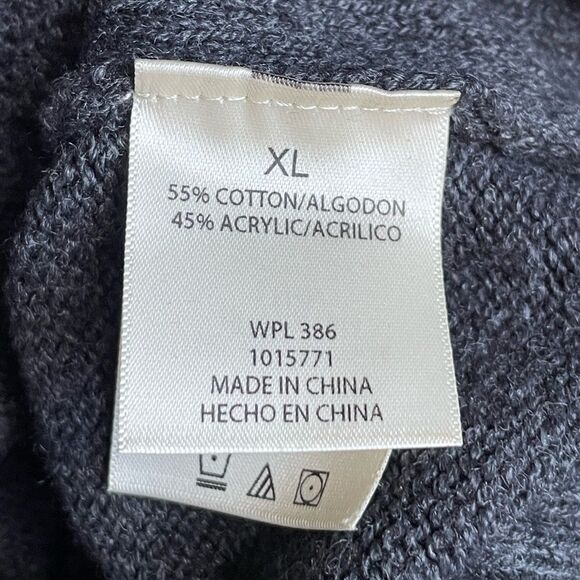 XL
55% COTTON/ALGODON
45% ACRYLIC/ACRILICO
WPL 386
1015771
MADE IN CHINA
HECHO EN CHINA